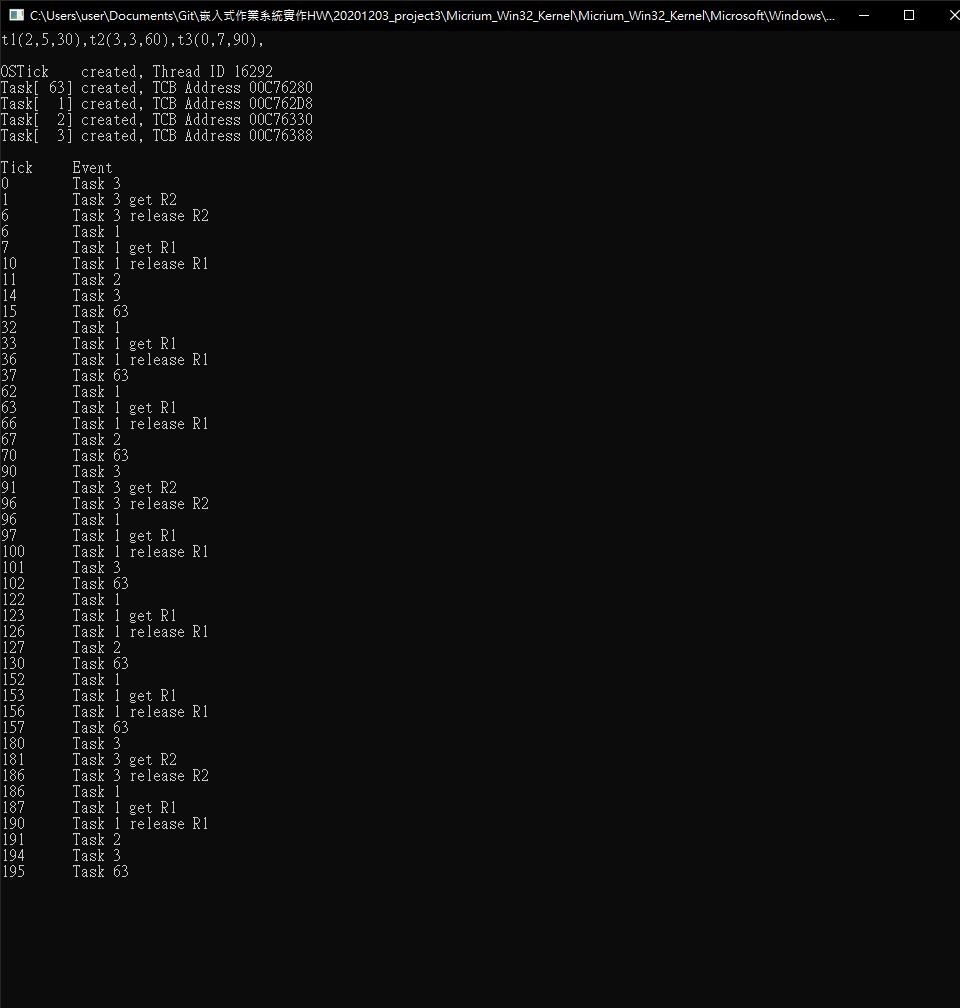 C:\Users\user\Documents\Git\嵌入式作業系統實作HW\20201203_project3\Micrium_Win32_Kernel\Micrium_Win32_Kernel\Microsoft\Windows\...
t1(2,5,30),t2(3,3,60),t3(0,7,90),
OSTick    created, Thread ID 16292
Task[ 63] created, TCB Address 00C76280
Task[  1] created, TCB Address 00C762D8
Task[  2] created, TCB Address 00C76330
Task[  3] created, TCB Address 00C76388
Tick     Event
0        Task 3
1        Task 3 get R2
6        Task 3 release R2
6        Task 1
7        Task 1 get R1
10       Task 1 release R1
11       Task 2
14       Task 3
15       Task 63
32       Task 1
33       Task 1 get R1
36       Task 1 release R1
37       Task 63
62       Task 1
63       Task 1 get R1
66       Task 1 release R1
67       Task 2
70       Task 63
90       Task 3
91       Task 3 get R2
96       Task 3 release R2
96       Task 1
97       Task 1 get R1
100      Task 1 release R1
101      Task 3
102      Task 63
122      Task 1
123      Task 1 get R1
126      Task 1 release R1
127      Task 2
130      Task 63
152      Task 1
153      Task 1 get R1
156      Task 1 release R1
157      Task 63
180      Task 3
181      Task 3 get R2
186      Task 3 release R2
186      Task 1
187      Task 1 get R1
190      Task 1 release R1
191      Task 2
194      Task 3
195      Task 63